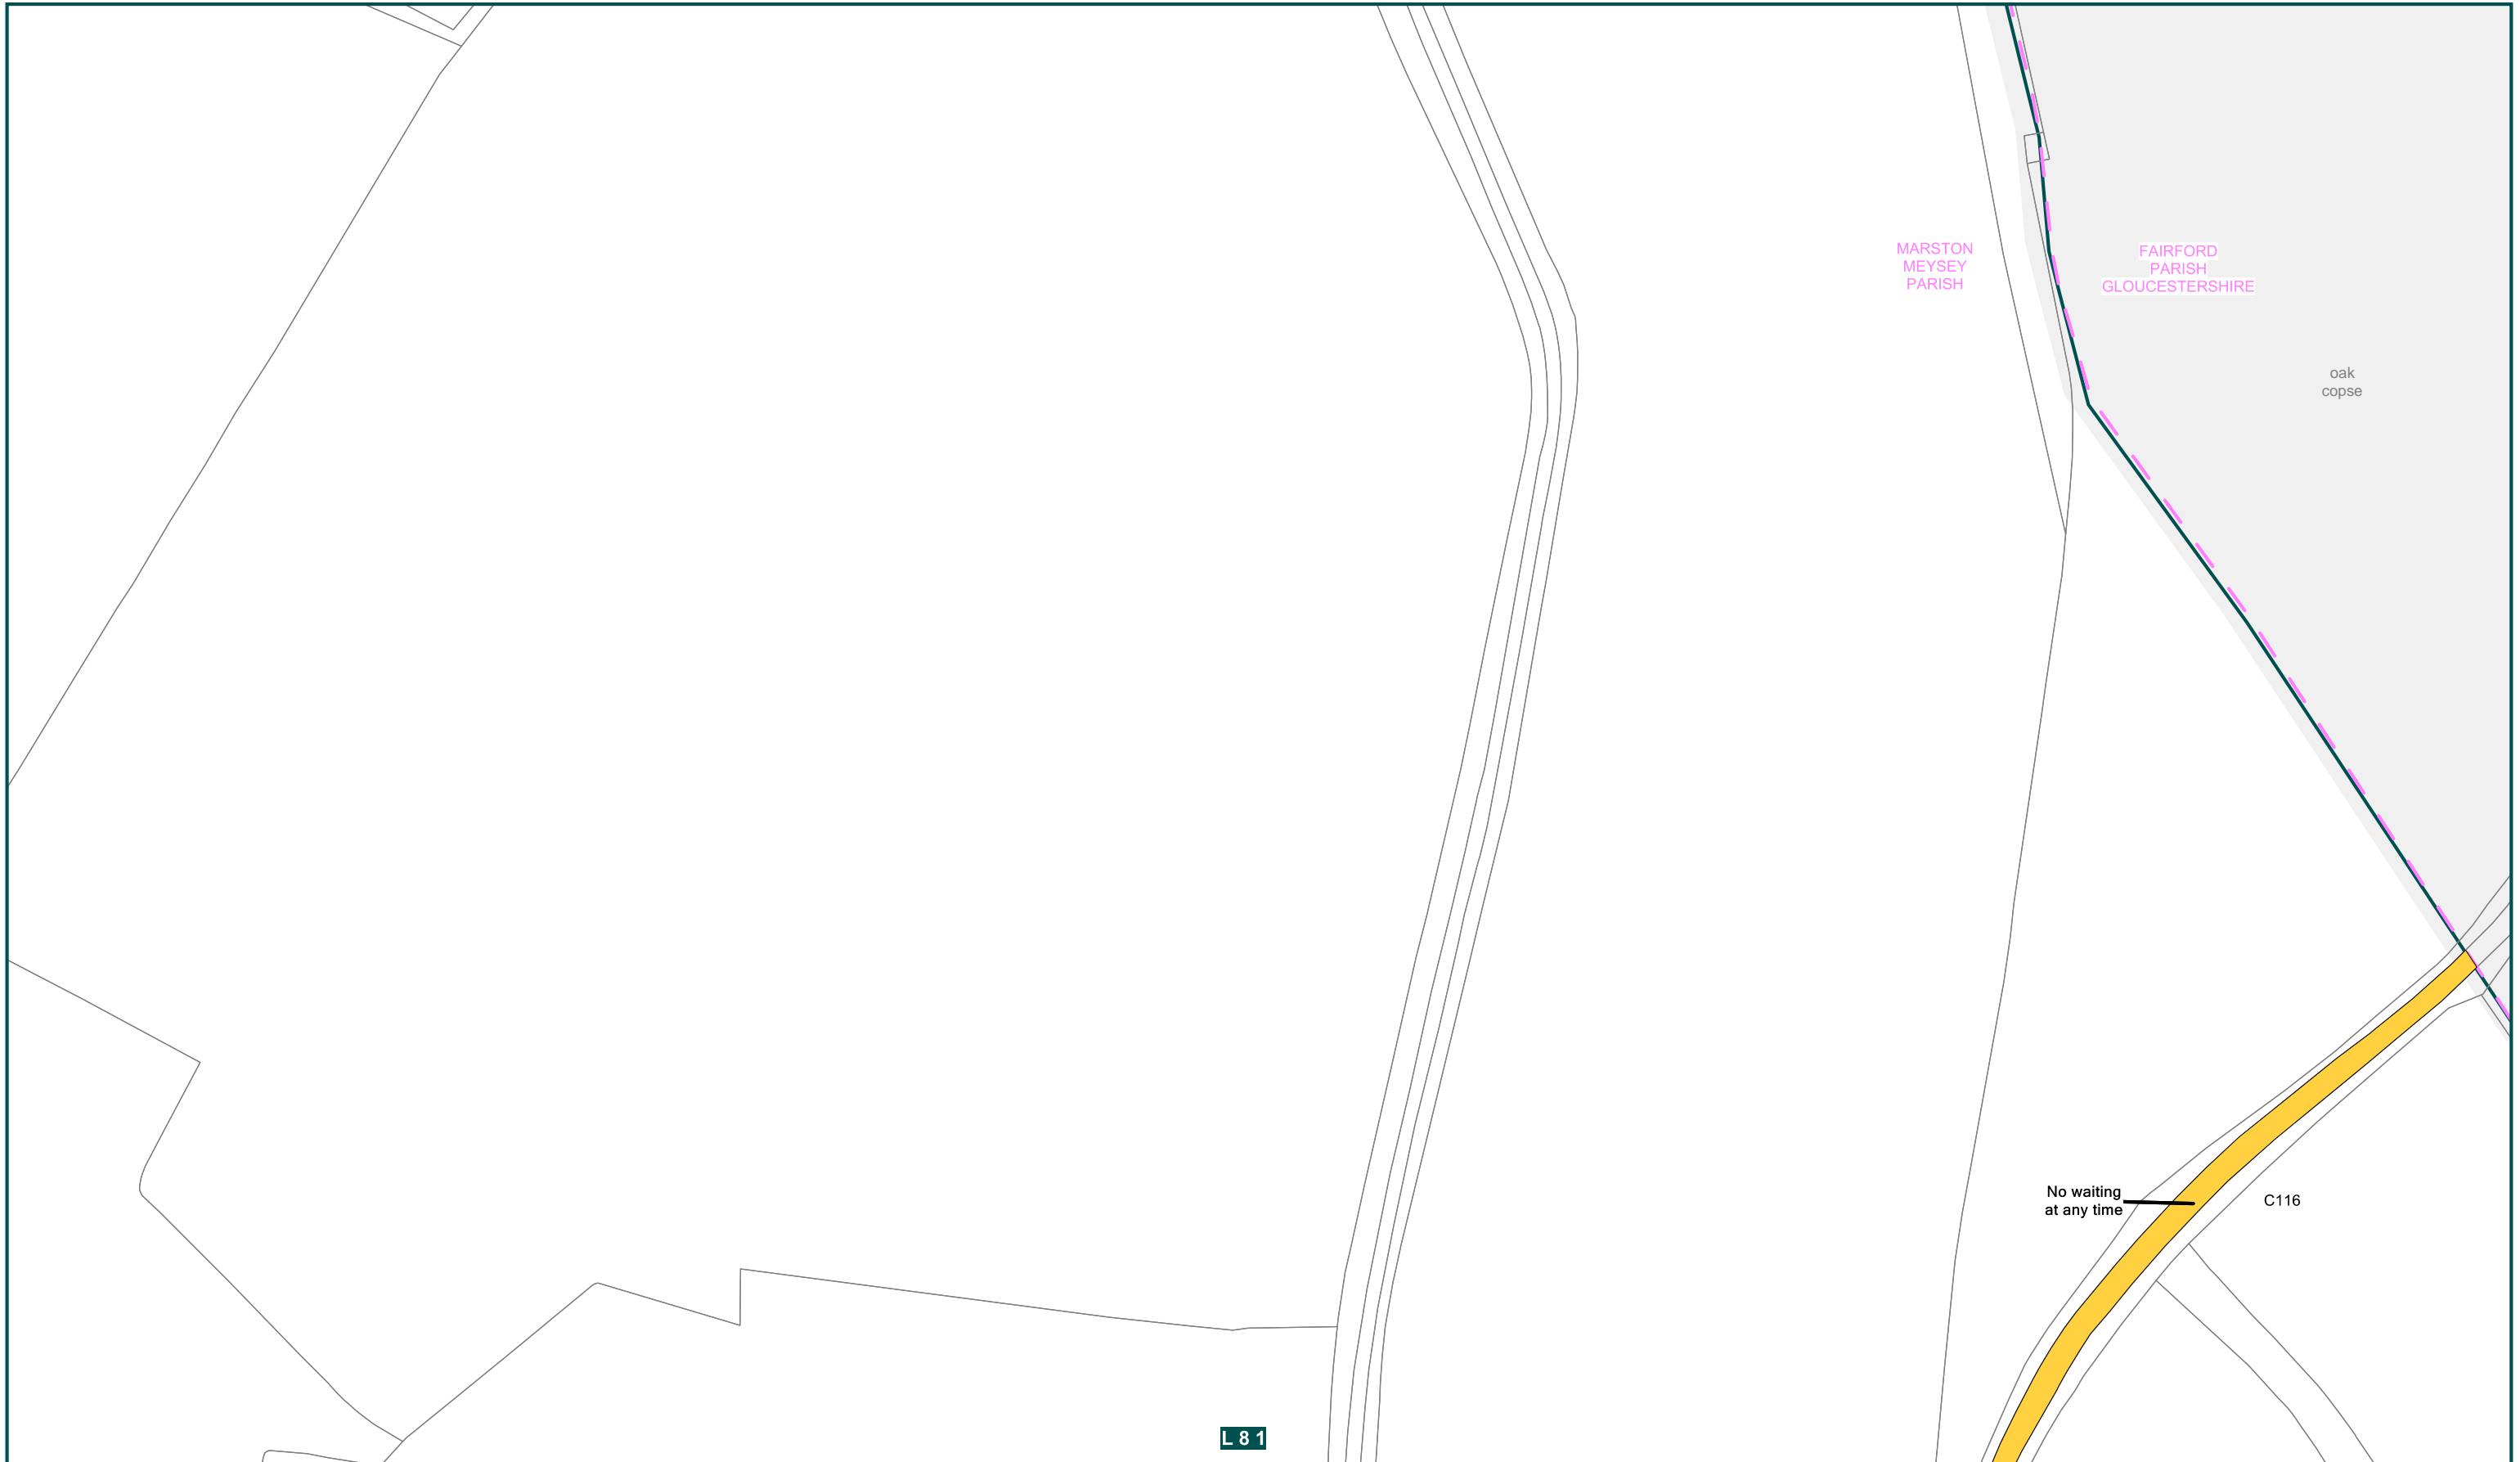 MARSTON
MEYSEY
PARISH
FAIRFORD
PARISH
GLOUCESTERSHIRE
oak
copse
No waiting
at any time
C116
L 8 1